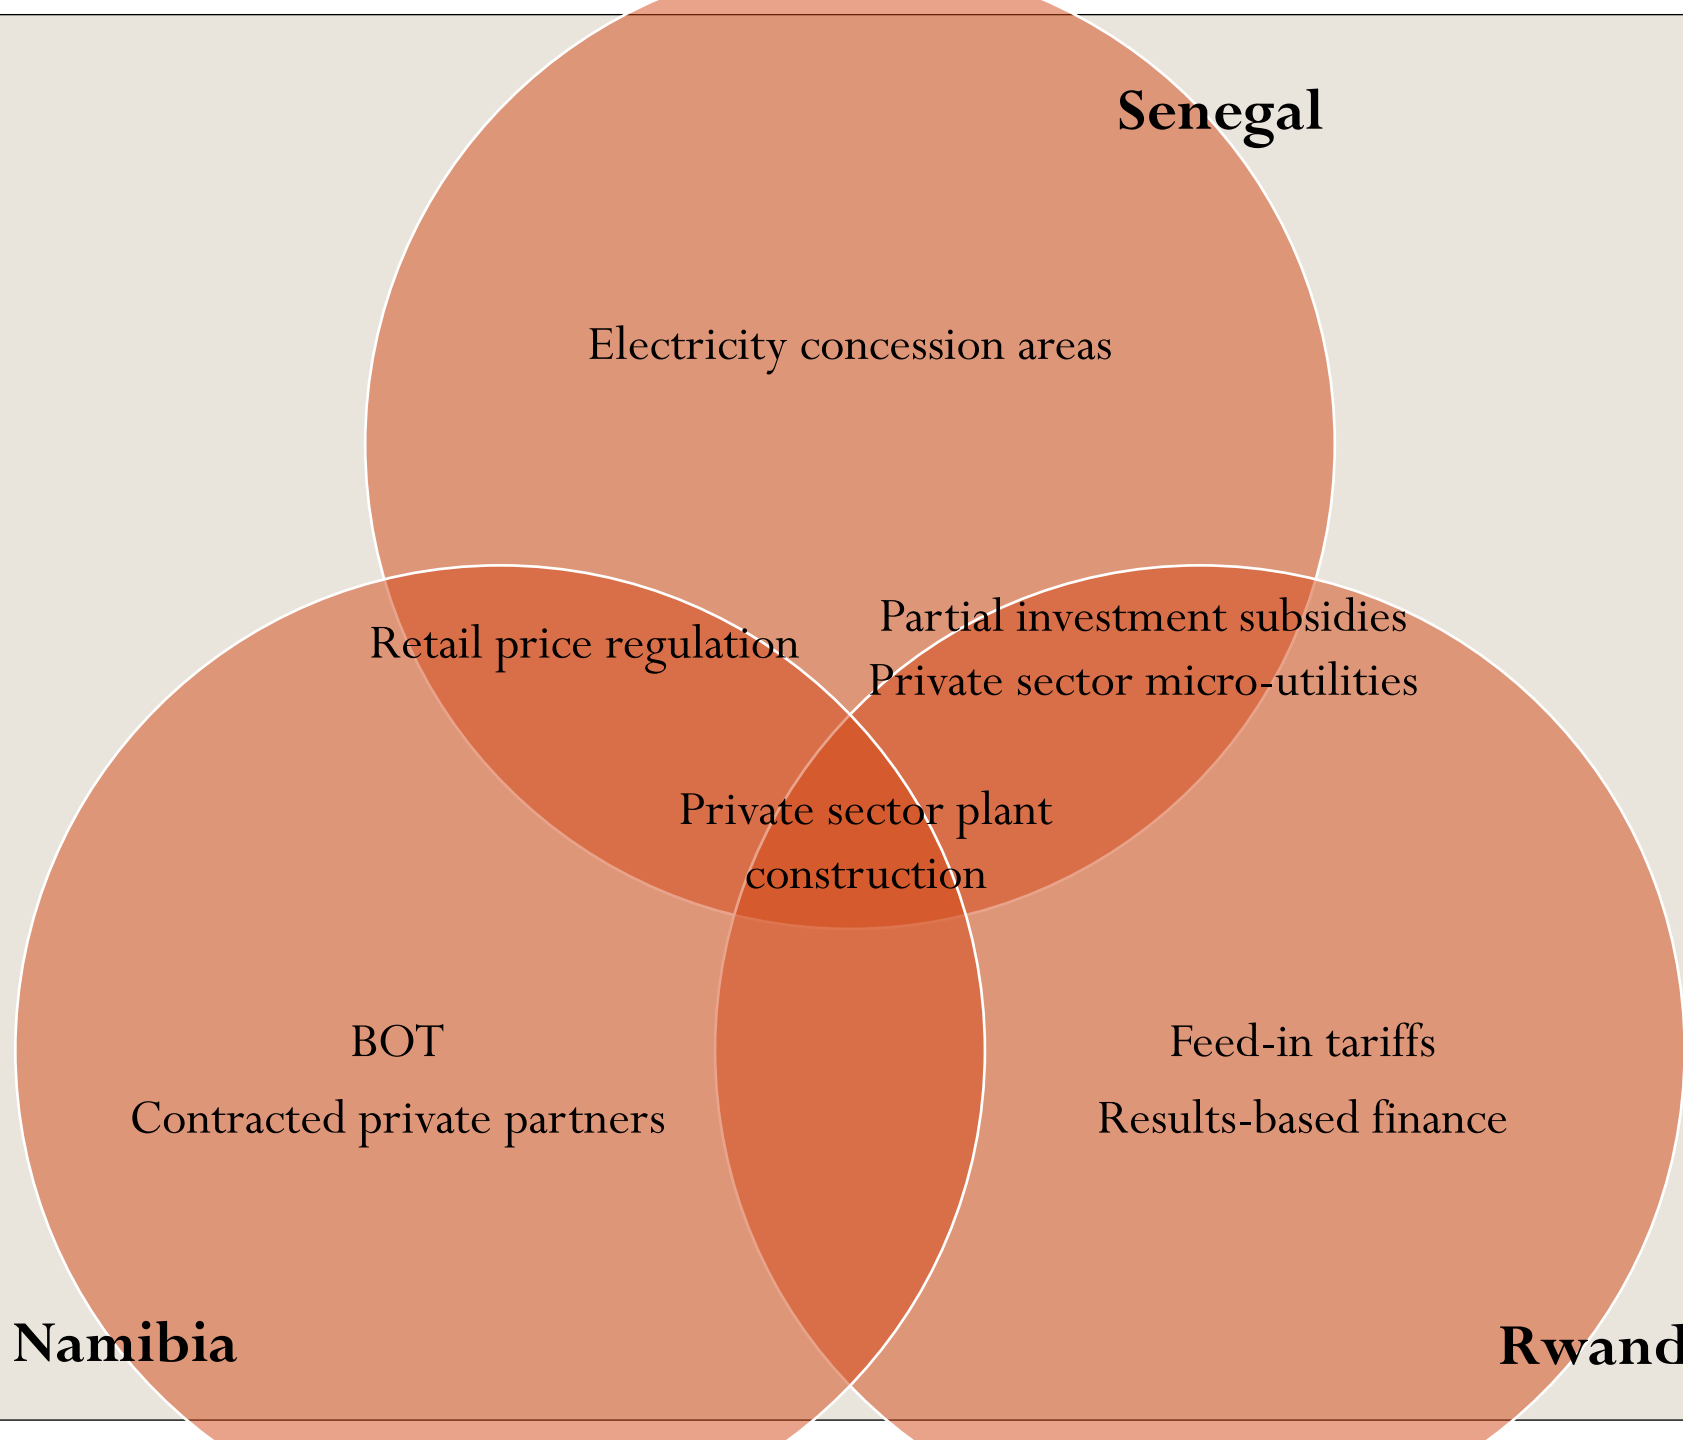 Senegal
Electricity concession areas
Partial investment subsidies
Retail price regulation
Private sector micro-utilities
Private sector plant
construction
BOT
Feed-in tariffs
Contracted private partners
Results-based finance
Namibia
Rwand